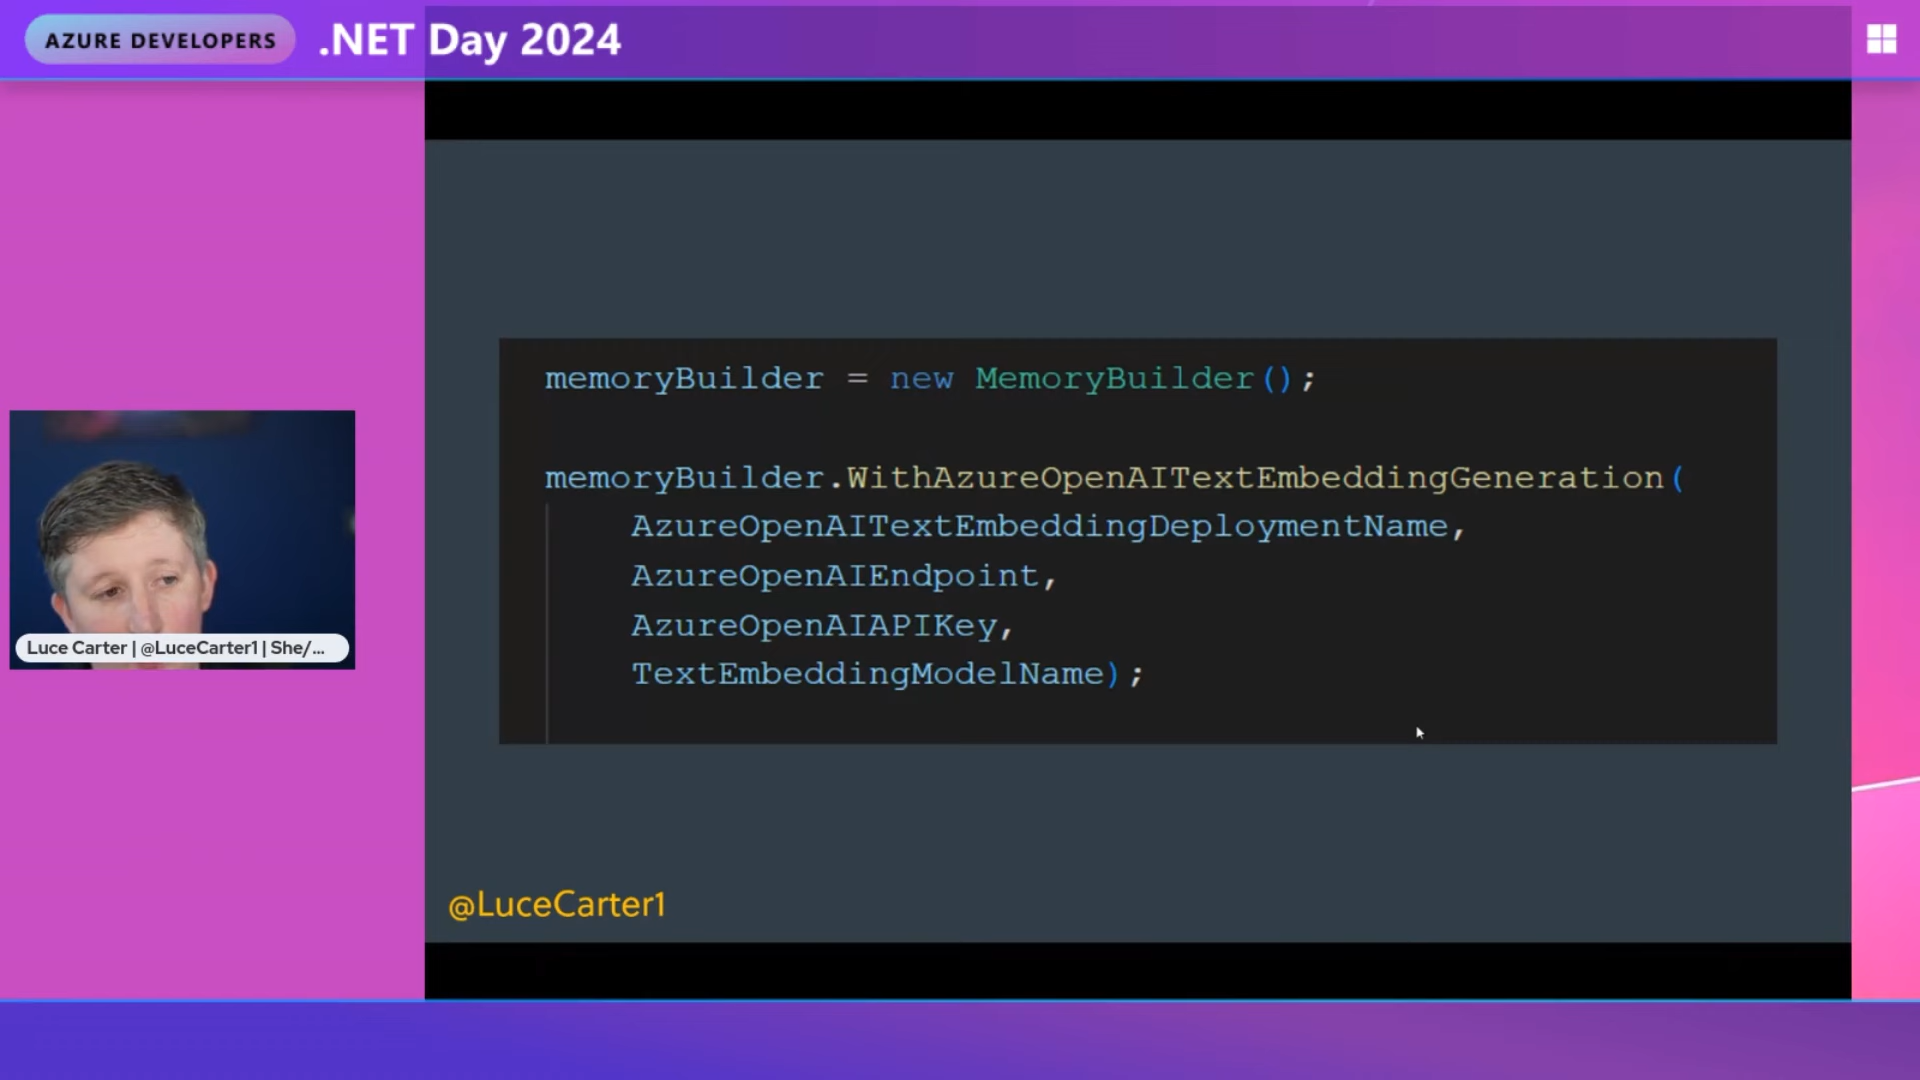 AZURE DEVELOPERS .NET Day 2024
memoryBuilder = new MemoryBuilder();
memoryBuilder.WithAzureOpenAITextEmbeddingGeneration(
AzureOpenAITextEmbeddingDeploymentName,
AzureOpenAIEndpoint,
AzureOpenAIAPIKey,
TextEmbeddingModelName);
Luce Carter | @LuceCarter1 | She/...
@LuceCarter1